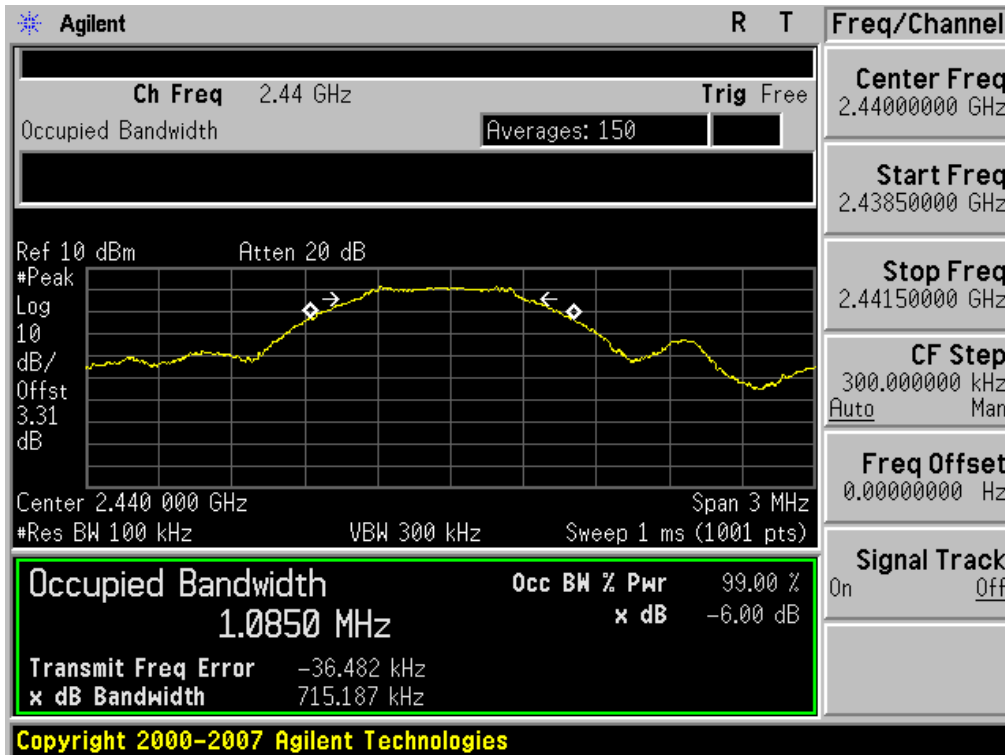 Agilent R T
Ch Freq 2.44 GHz Trig Free
Occupied Bandwidth Averages: 150
Ref 10 dBm Atten 20 dB
#Peak
Log
10
dB/
Offst
3.31
dB
Center 2.440 000 GHz Span 3 MHz
#Res BW 100 kHz VBW 300 kHz Sweep 1 ms (1001 pts)
Occupied Bandwidth Occ BW % Pwr 99.00 %
1.0850 MHz x dB -6.00 dB
Transmit Freq Error -36.482 kHz
x dB Bandwidth 715.187 kHz
Copyright 2000-2007 Agilent Technologies
Freq/Channel
Center Freq
2.44000000 GHz
Start Freq
2.43850000 GHz
Stop Freq
2.44150000 GHz
CF Step
300.000000 kHz
Auto Man
Freq Offset
0.00000000 Hz
Signal Track
On Off